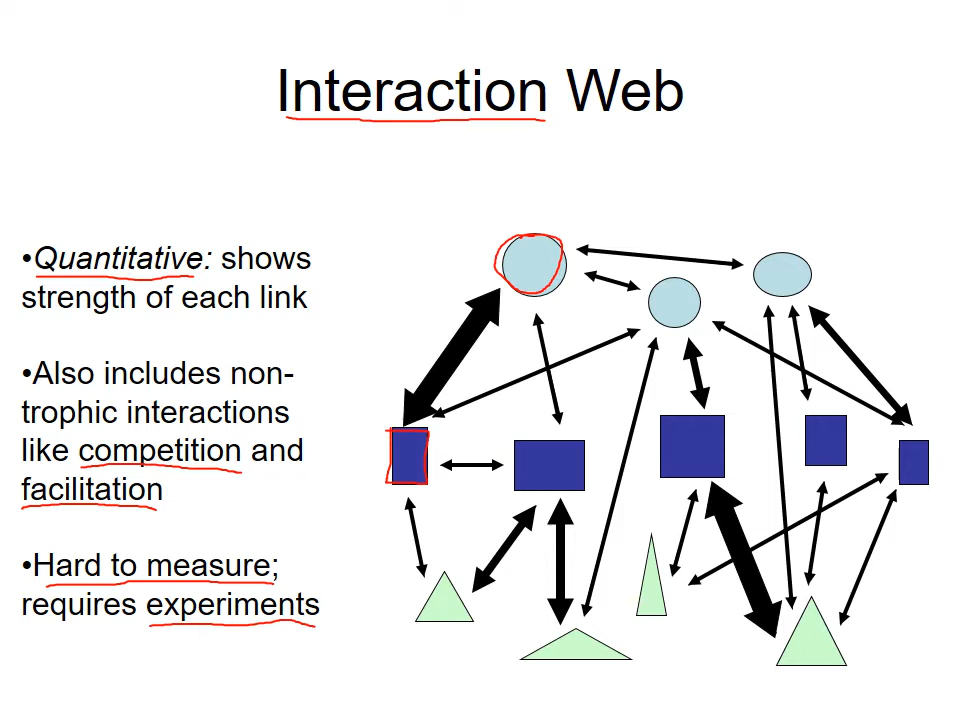 Interaction Web
•Quantitative: shows
strength of each link
•Also includes non-
trophic interactions
like competition and
facilitation
•Hard to measure;
requires experiments